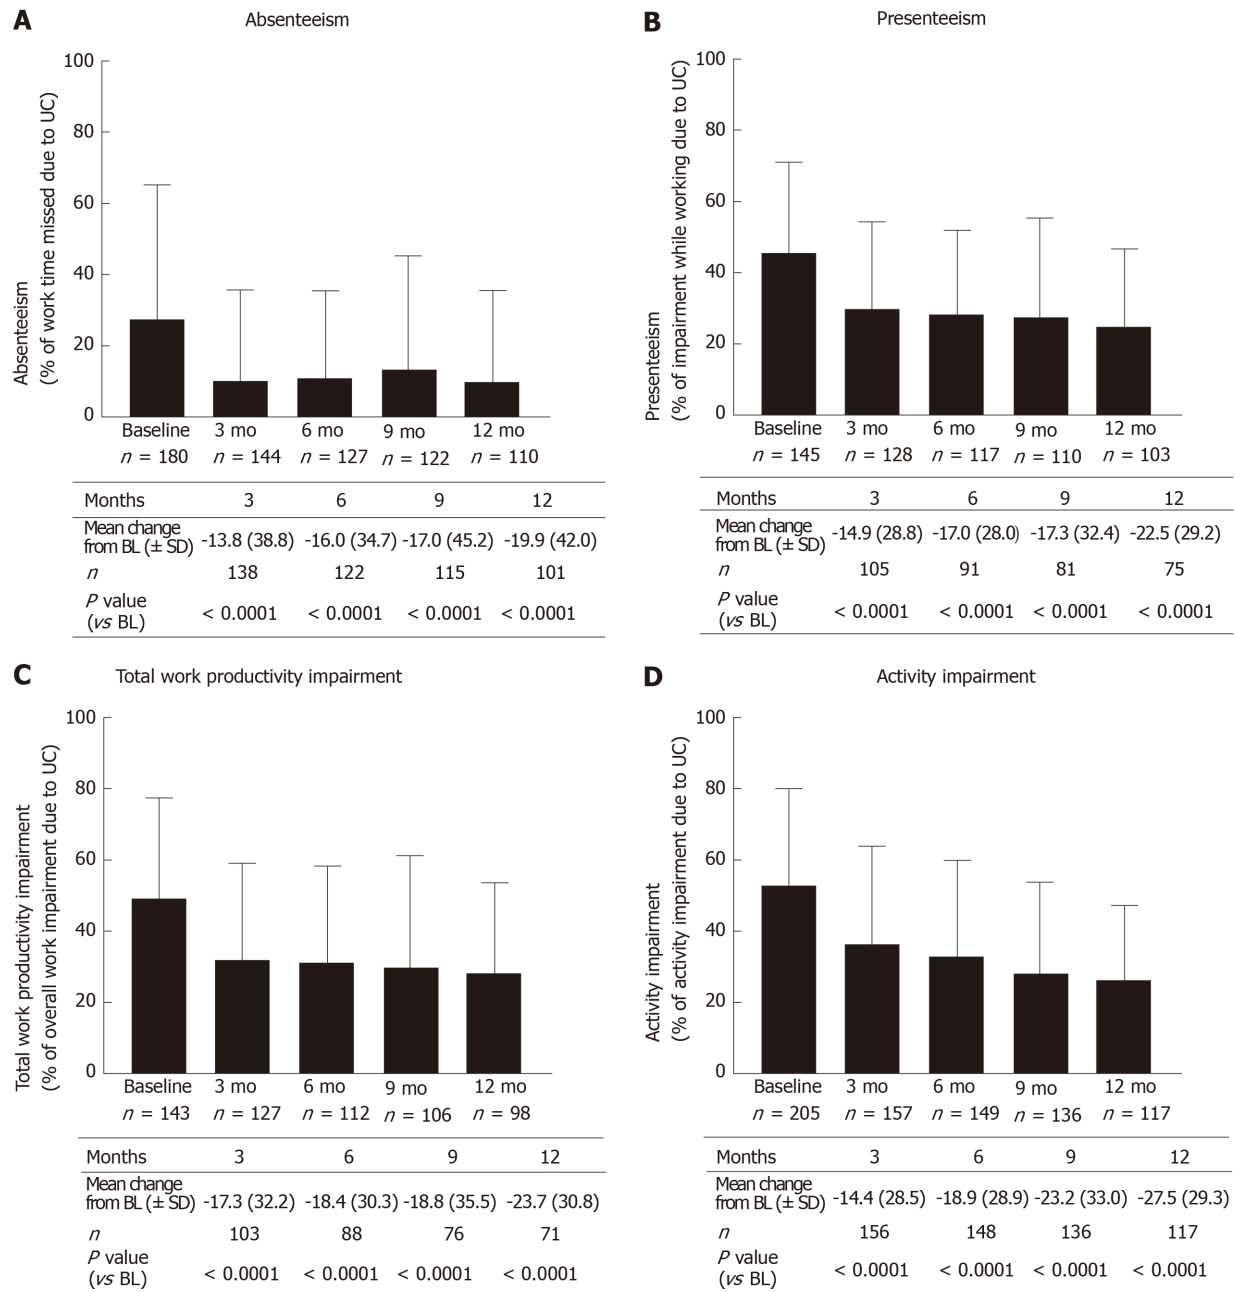 A Absenteeism
Absenteeism
(% of work time missed due to UC)
100
80
60
40
20
0
Baseline 3 mo 6 mo 9 mo 12 mo
n = 180 n = 144 n = 127 n = 122 n = 110
Months 3 6 9 12
Mean change
from BL (± SD) -13.8 (38.8) -16.0 (34.7) -17.0 (45.2) -19.9 (42.0)
n 138 122 115 101
P value
(vs BL) < 0.0001 < 0.0001 < 0.0001 < 0.0001
B Presenteeism
Presenteeism
(% of impairment while working due to UC)
100
80
60
40
20
0
Baseline 3 mo 6 mo 9 mo 12 mo
n = 145 n = 128 n = 117 n = 110 n = 103
Months 3 6 9 12
Mean change
from BL (± SD) -14.9 (28.8) -17.0 (28.0) -17.3 (32.4) -22.5 (29.2)
n 105 91 81 75
P value
(vs BL) < 0.0001 < 0.0001 < 0.0001 < 0.0001
C Total work productivity impairment
Total work productivity impairment
(% of overall work impairment due to UC)
100
80
60
40
20
0
Baseline 3 mo 6 mo 9 mo 12 mo
n = 143 n = 127 n = 112 n = 106 n = 98
Months 3 6 9 12
Mean change
from BL (± SD) -17.3 (32.2) -18.4 (30.3) -18.8 (35.5) -23.7 (30.8)
n 103 88 76 71
P value
(vs BL) < 0.0001 < 0.0001 < 0.0001 < 0.0001
D Activity impairment
Activity impairment
(% of activity impairment due to UC)
100
80
60
40
20
0
Baseline 3 mo 6 mo 9 mo 12 mo
n = 205 n = 157 n = 149 n = 136 n = 117
Months 3 6 9 12
Mean change
from BL (± SD) -14.4 (28.5) -18.9 (28.9) -23.2 (33.0) -27.5 (29.3)
n 156 148 136 117
P value
(vs BL) < 0.0001 < 0.0001 < 0.0001 < 0.0001